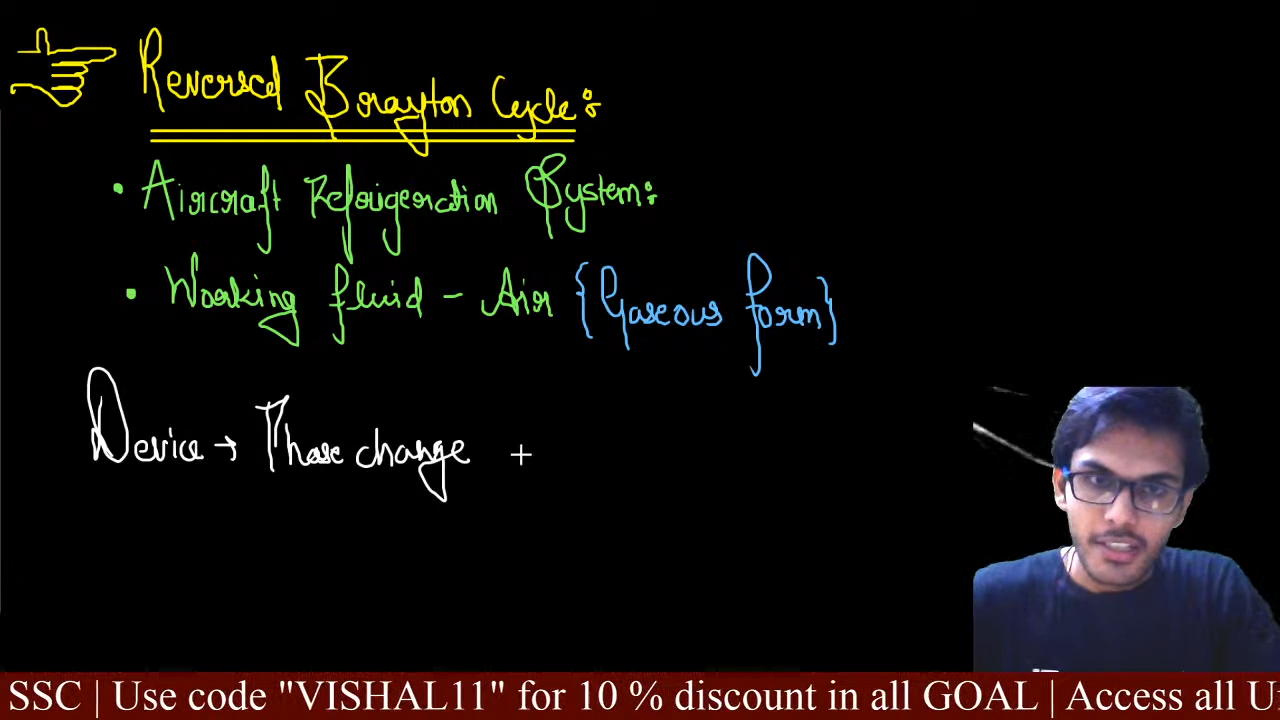 Reversed Brayton Cycle:
• Aircraft Refrigeration System:
• Working fluid - Air {Gaseous form}
Device → Phase change +
SSC | Use code "VISHAL11" for 10 % discount in all GOAL | Access all U